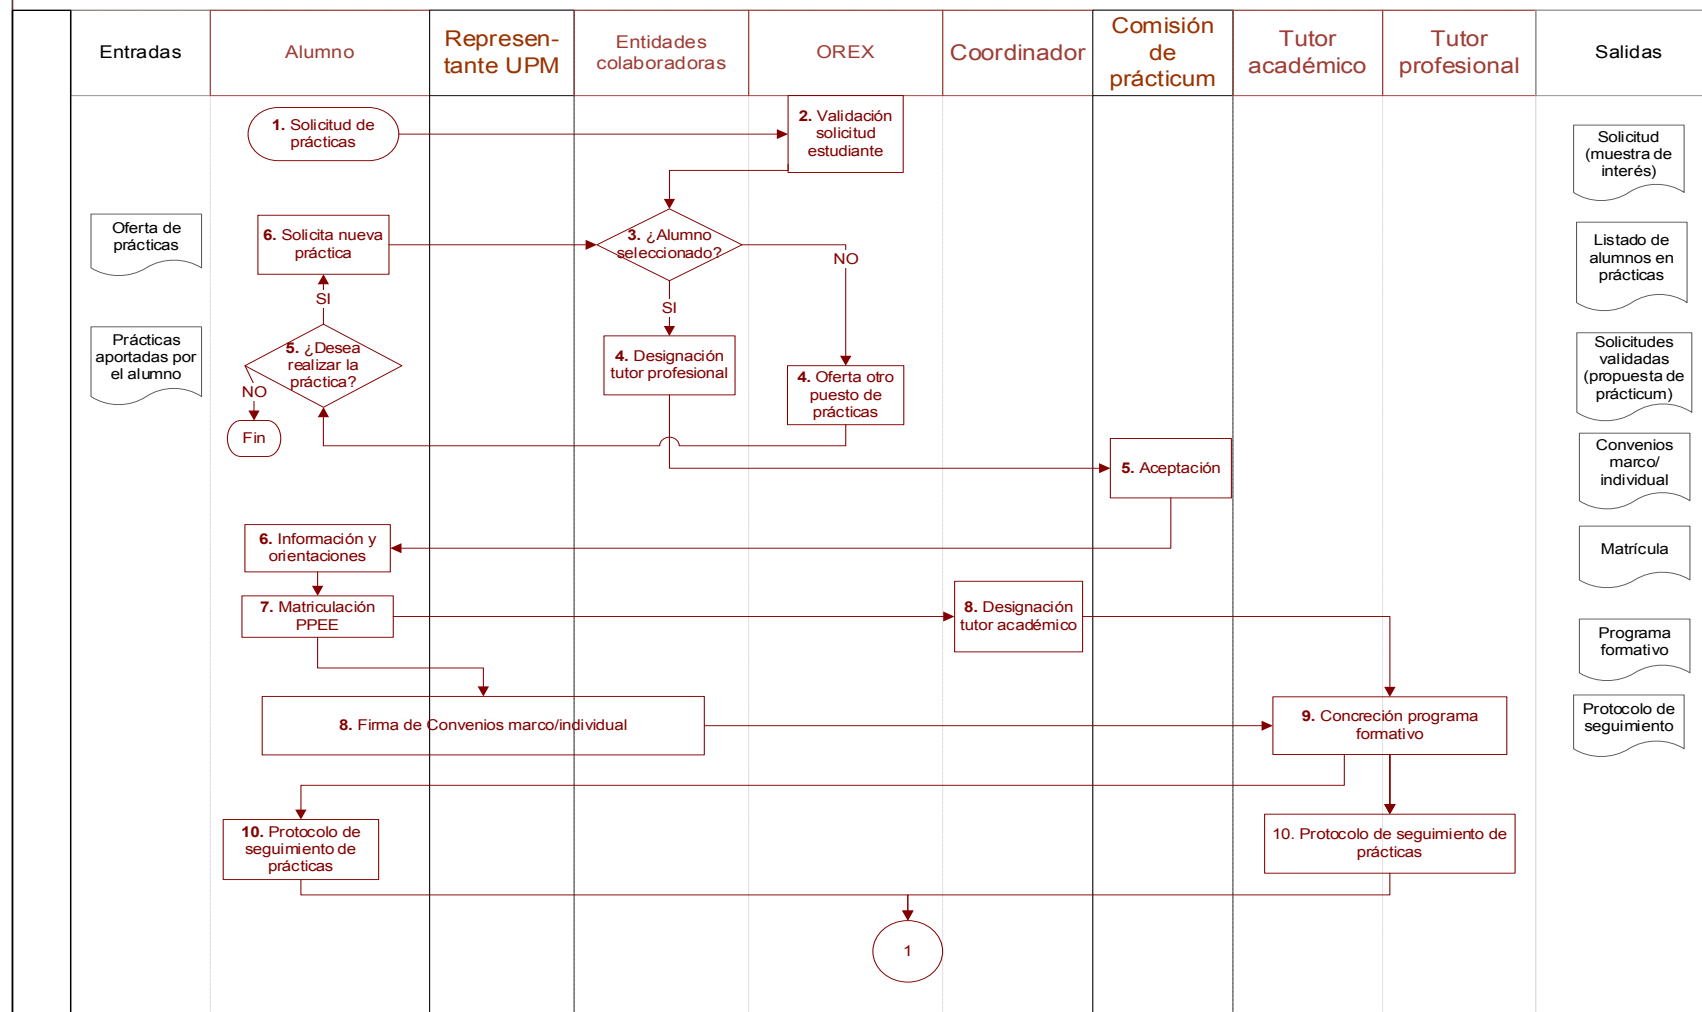 Entradas
Alumno
Represen-
tante UPM
Entidades
colaboradoras
OREX
Coordinador
Comisión
de
prácticum
Tutor
académico
Tutor
profesional
Salidas
1. Solicitud de
prácticas
2. Validación
solicitud
estudiante
Solicitud
(muestra de
interés)
Oferta de
prácticas
6. Solicita nueva
práctica
3. ¿Alumno
seleccionado?
NO
SI
SI
Listado de
alumnos en
prácticas
Prácticas
aportadas por
el alumno
5. ¿Desea
realizar la
práctica?
NO
Fin
4. Designación
tutor profesional
4. Oferta otro
puesto de
prácticas
Solicitudes
validadas
(propuesta de
prácticum)
5. Aceptación
Convenios
marco/
individual
6. Información y
orientaciones
Matrícula
7. Matriculación
PPEE
8. Designación
tutor académico
Programa
formativo
8. Firma de Convenios marco/individual
9. Concreción programa
formativo
Protocolo de
seguimiento
10. Protocolo de
seguimiento de
prácticas
10. Protocolo de seguimiento de
prácticas
1